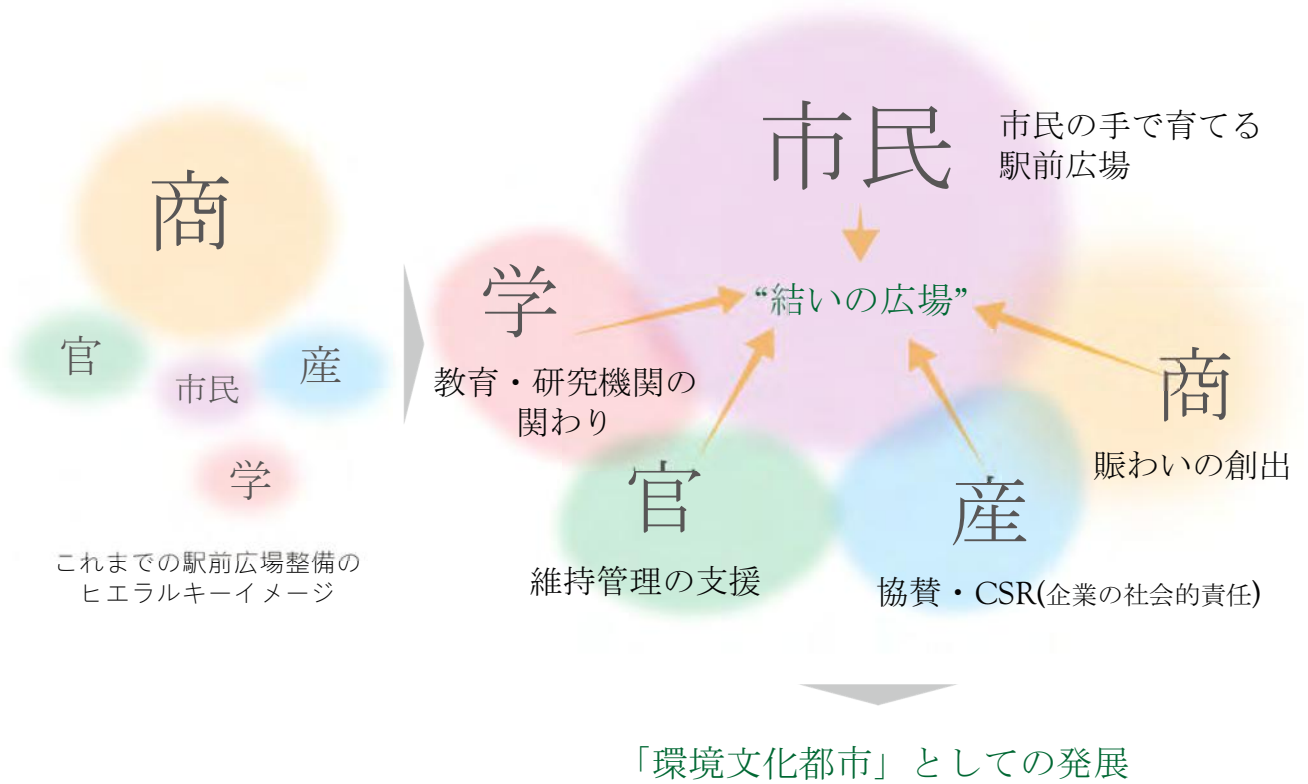 商
官
市民
産
学
これまでの駅前広場整備の
ヒエラルキーイメージ
市民
市民の手で育てる
駅前広場
“結いの広場”
学
教育・研究機関の
関わり
官
維持管理の支援
産
協賛・CSR(企業の社会的責任)
商
賑わいの創出
「環境文化都市」としての発展